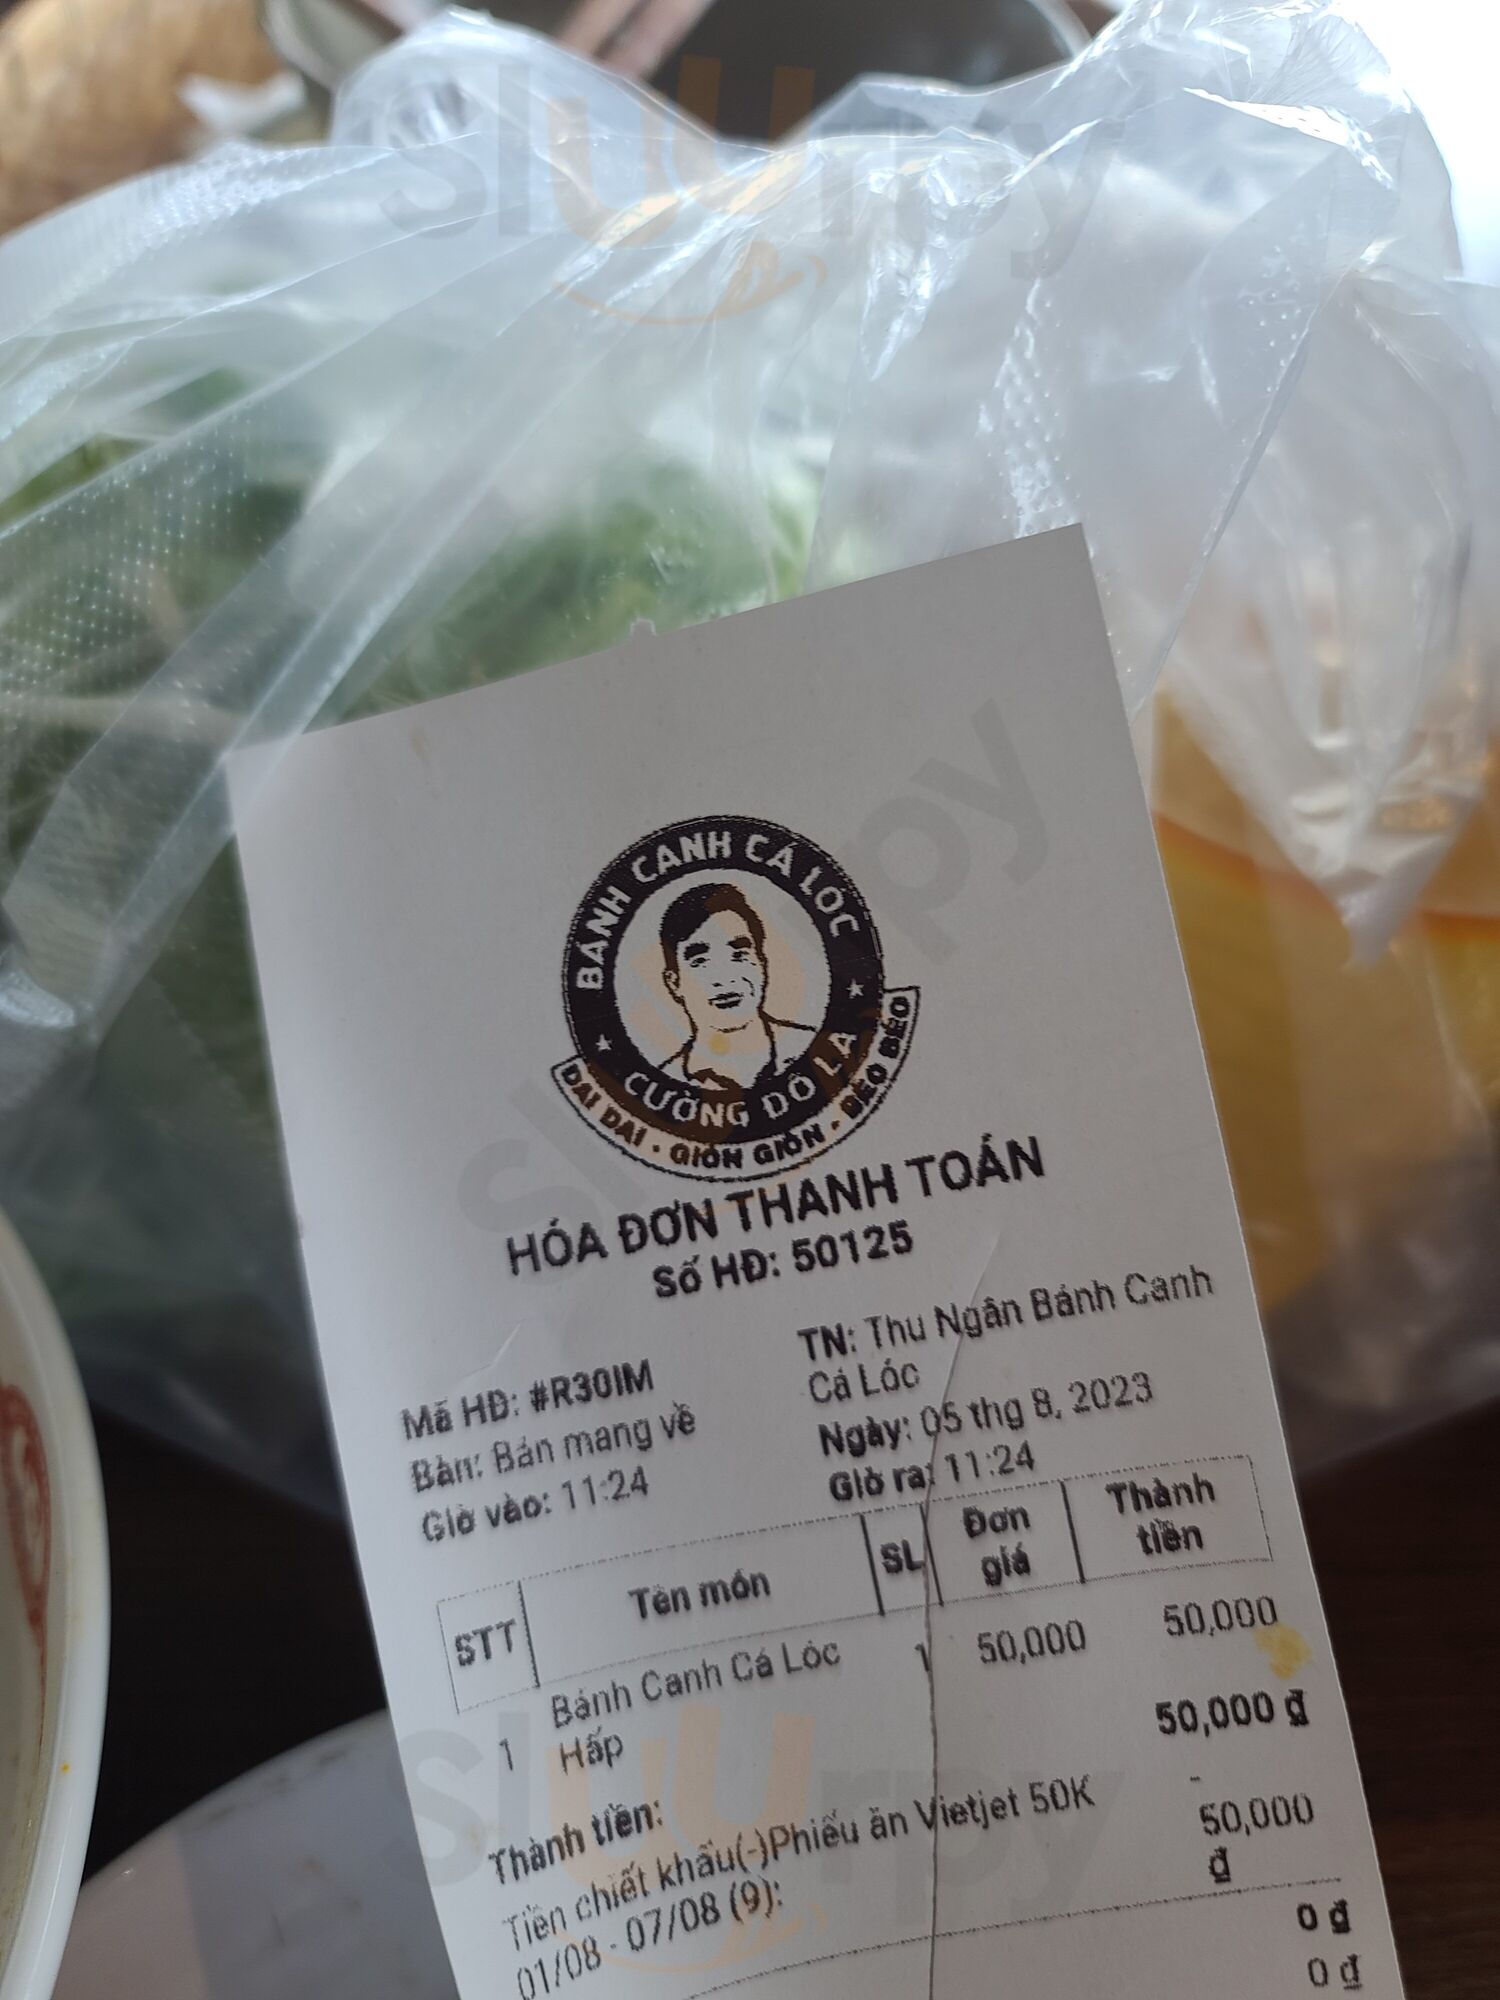 sluurpy
BÁNH CANH CÁ LÓC
CƯỜNG ĐÔ LA
DAI DAI · GIÒN GIÒN · BÉO BÉO
sluurpy
HÓA ĐƠN THANH TOÁN
Số HĐ: 50125
Mã HĐ: #R30IM
TN: Thu Ngân Bánh Canh
Cá Lóc
Bàn: Bán mang về
Ngày: 05 thg 8, 2023
Giờ vào: 11:24
Giờ ra: 11:24
STT Tên món SL Đơn giá Thành tiền
1 Bánh Canh Cá Lóc 1 50,000 50,000
Hấp
Thành tiền: 50,000 đ
Tiền chiết khấu(-)Phiếu ăn Vietjet 50K -
01/08 - 07/08 (9): 50,000
đ
0 đ
0 đ
sluurpy